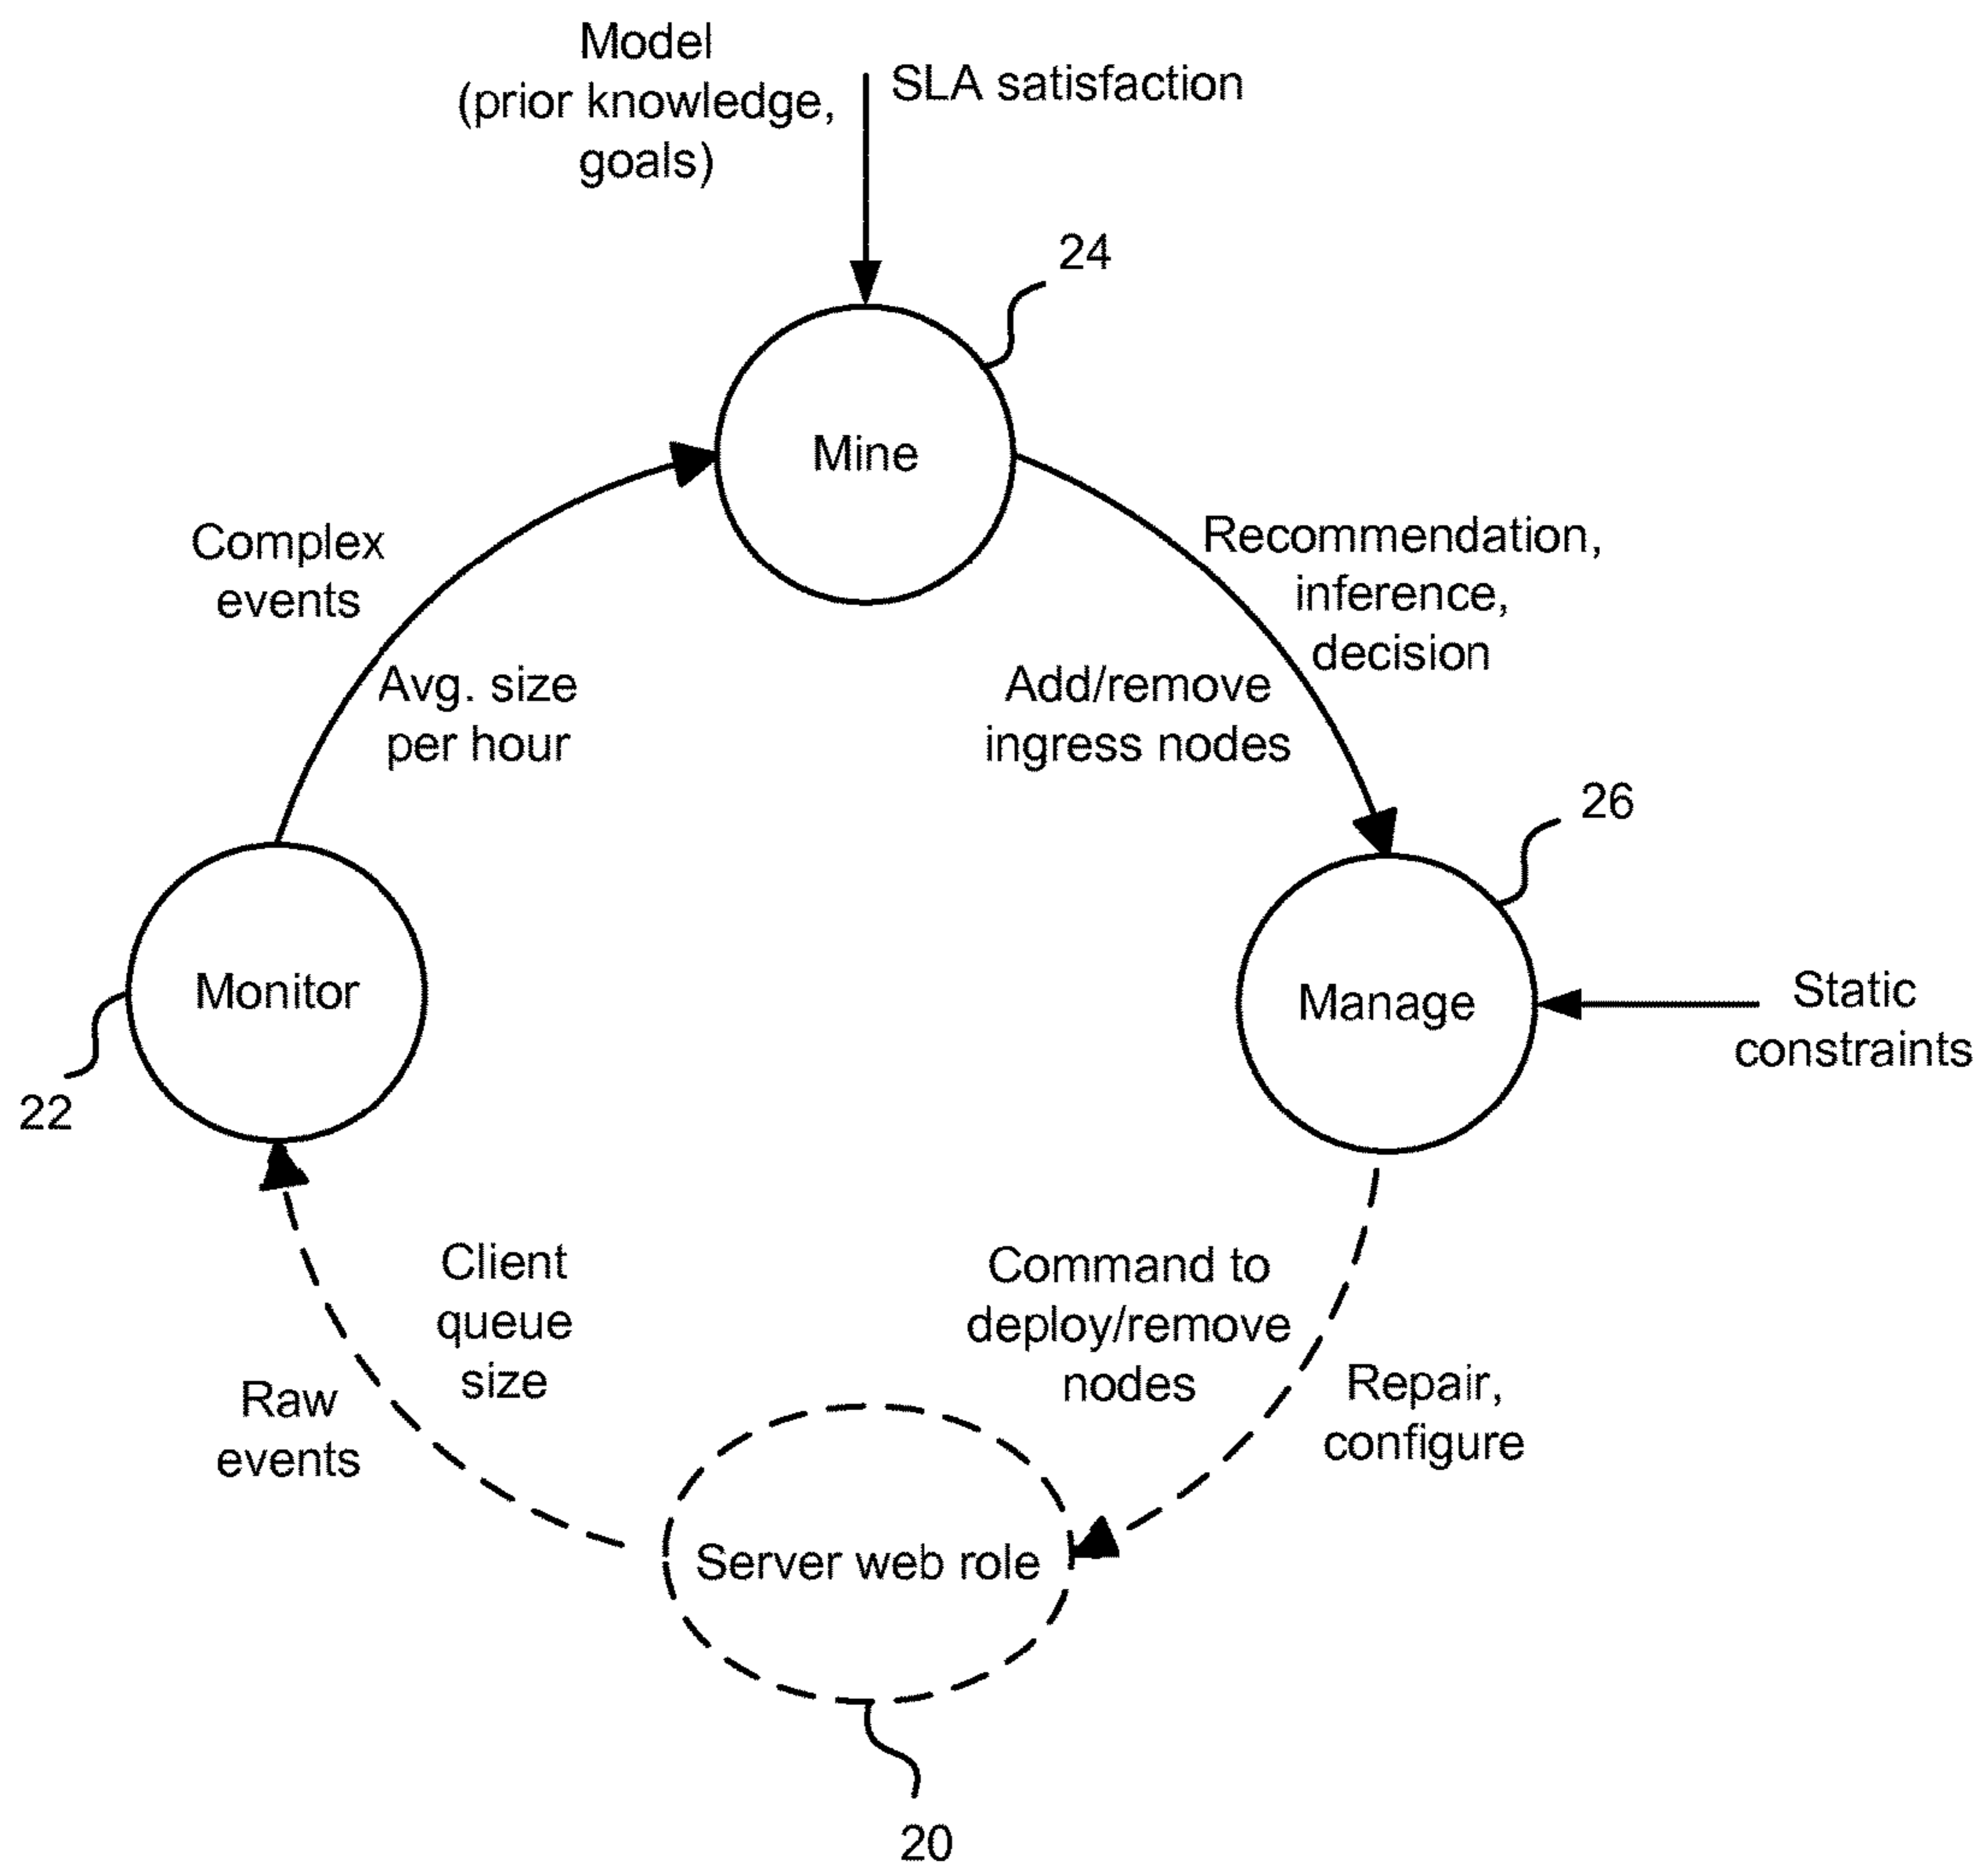 Model
(prior knowledge,
goals)
SLA satisfaction
24
Mine
Complex
events
Avg. size
per hour
Recommendation,
inference,
decision
Add/remove
ingress nodes
26
Monitor
22
Manage
Static
constraints
Client
queue
size
Raw
events
Command to
deploy/remove
nodes
Repair,
configure
Server web role
20